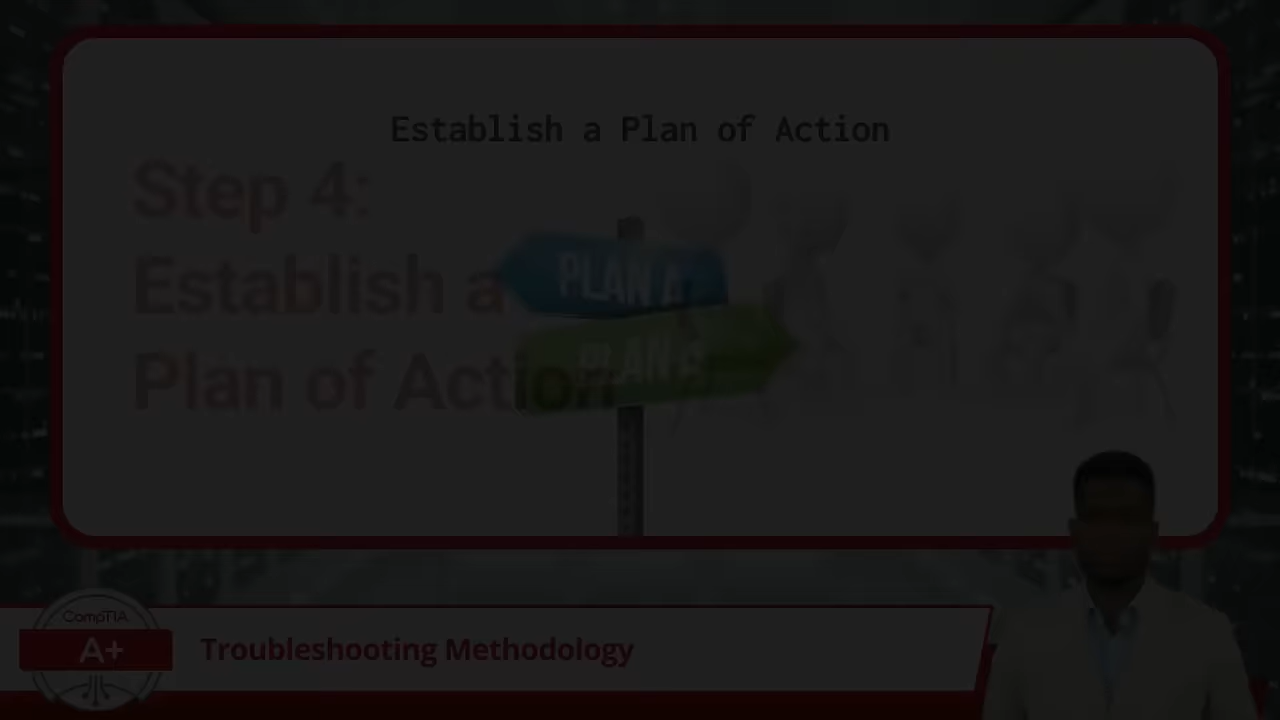 Establish a Plan of Action
Step 4:
Establish a
Plan of Action
PLAN A
PLAN
CompTIA
A+
Troubleshooting Methodology